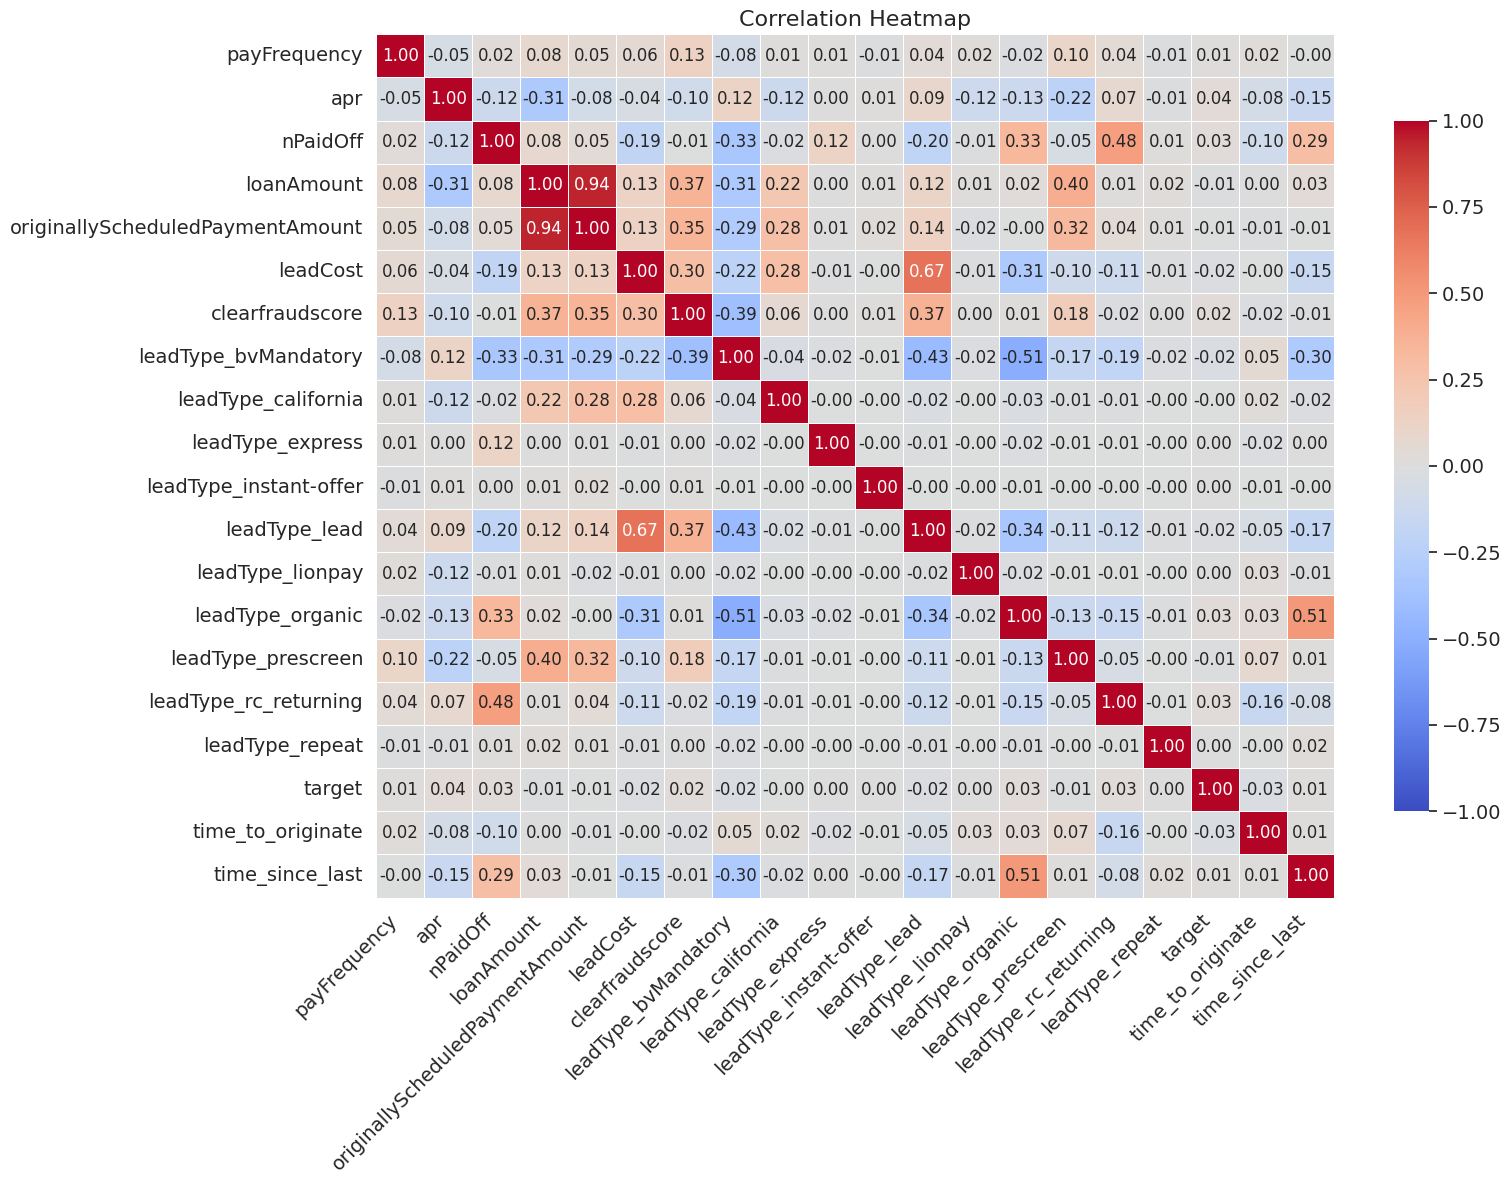 Correlation Heatmap
payFrequency 1.00 -0.05 0.02 0.08 0.05 0.06 0.13 -0.08 0.01 0.01 -0.01 0.04 0.02 -0.02 0.10 0.04 -0.01 0.01 0.02 -0.00
apr -0.05 1.00 -0.12 -0.31 -0.08 -0.04 -0.10 0.12 -0.12 0.00 0.01 0.09 -0.12 -0.13 -0.22 0.07 -0.01 0.04 -0.08 -0.15
nPaidOff 0.02 -0.12 1.00 0.08 0.05 -0.19 -0.01 -0.33 -0.02 0.12 0.00 -0.20 -0.01 0.33 -0.05 0.48 0.01 0.03 -0.10 0.29
loanAmount 0.08 -0.31 0.08 1.00 0.94 0.13 0.37 -0.31 0.22 0.00 0.01 0.12 0.01 0.02 0.40 0.01 0.02 -0.01 0.00 0.03
originallyScheduledPaymentAmount 0.05 -0.08 0.05 0.94 1.00 0.13 0.35 -0.29 0.28 0.01 0.02 0.14 -0.02 -0.00 0.32 0.04 0.01 -0.01 -0.01 -0.01
leadCost 0.06 -0.04 -0.19 0.13 0.13 1.00 0.30 -0.22 0.28 -0.01 -0.00 0.67 -0.01 -0.31 -0.10 -0.11 -0.01 -0.02 -0.00 -0.15
clearfraudscore 0.13 -0.10 -0.01 0.37 0.35 0.30 1.00 -0.39 0.06 0.00 0.01 0.37 0.00 0.01 0.18 -0.02 0.00 0.02 -0.02 -0.01
leadType_bvMandatory -0.08 0.12 -0.33 -0.31 -0.29 -0.22 -0.39 1.00 -0.04 -0.02 -0.01 -0.43 -0.02 -0.51 -0.17 -0.19 -0.02 -0.02 0.05 -0.30
leadType_california 0.01 -0.12 -0.02 0.22 0.28 0.28 0.06 -0.04 1.00 -0.00 -0.00 -0.02 -0.00 -0.03 -0.01 -0.01 -0.00 -0.00 0.02 -0.02
leadType_express 0.01 0.00 0.12 0.00 0.01 -0.01 0.00 -0.02 -0.00 1.00 -0.00 -0.01 -0.00 -0.02 -0.01 -0.01 -0.00 0.00 -0.02 0.00
leadType_instant-offer -0.01 0.01 0.00 0.01 0.02 -0.00 0.01 -0.01 -0.00 -0.00 1.00 -0.00 -0.00 -0.01 -0.00 -0.00 -0.00 0.00 -0.01 -0.00
leadType_lead 0.04 0.09 -0.20 0.12 0.14 0.67 0.37 -0.43 -0.02 -0.01 -0.00 1.00 -0.02 -0.34 -0.11 -0.12 -0.01 -0.02 -0.05 -0.17
leadType_lionpay 0.02 -0.12 -0.01 0.01 -0.02 -0.01 0.00 -0.02 -0.00 -0.00 -0.00 -0.02 1.00 -0.02 -0.01 -0.01 -0.00 0.00 0.03 -0.01
leadType_organic -0.02 -0.13 0.33 0.02 -0.00 -0.31 0.01 -0.51 -0.03 -0.02 -0.01 -0.34 -0.02 1.00 -0.13 -0.15 -0.01 0.03 0.03 0.51
leadType_prescreen 0.10 -0.22 -0.05 0.40 0.32 -0.10 0.18 -0.17 -0.01 -0.01 -0.00 -0.11 -0.01 -0.13 1.00 -0.05 -0.00 -0.01 0.07 0.01
leadType_rc_returning 0.04 0.07 0.48 0.01 0.04 -0.11 -0.02 -0.19 -0.01 -0.01 -0.00 -0.12 -0.01 -0.15 -0.05 1.00 -0.01 0.03 -0.16 -0.08
leadType_repeat -0.01 -0.01 0.01 0.02 0.01 -0.01 0.00 -0.02 -0.00 -0.00 -0.00 -0.01 -0.00 -0.01 -0.00 -0.01 1.00 0.00 -0.00 0.02
target 0.01 0.04 0.03 -0.01 -0.01 -0.02 0.02 -0.02 -0.00 0.00 0.00 -0.02 0.00 0.03 -0.01 0.03 0.00 1.00 -0.03 0.01
time_to_originate 0.02 -0.08 -0.10 0.00 -0.01 -0.00 -0.02 0.05 0.02 -0.02 -0.01 -0.05 0.03 0.03 0.07 -0.16 -0.00 -0.03 1.00 0.01
time_since_last -0.00 -0.15 0.29 0.03 -0.01 -0.15 -0.01 -0.30 -0.02 0.00 -0.00 -0.17 -0.01 0.51 0.01 -0.08 0.02 0.01 0.01 1.00
payFrequency
apr
nPaidOff
loanAmount
originallyScheduledPaymentAmount
leadCost
clearfraudscore
leadType_bvMandatory
leadType_california
leadType_express
leadType_instant-offer
leadType_lead
leadType_lionpay
leadType_organic
leadType_prescreen
leadType_rc_returning
leadType_repeat
target
time_to_originate
time_since_last
1.00
0.75
0.50
0.25
0.00
−0.25
−0.50
−0.75
−1.00